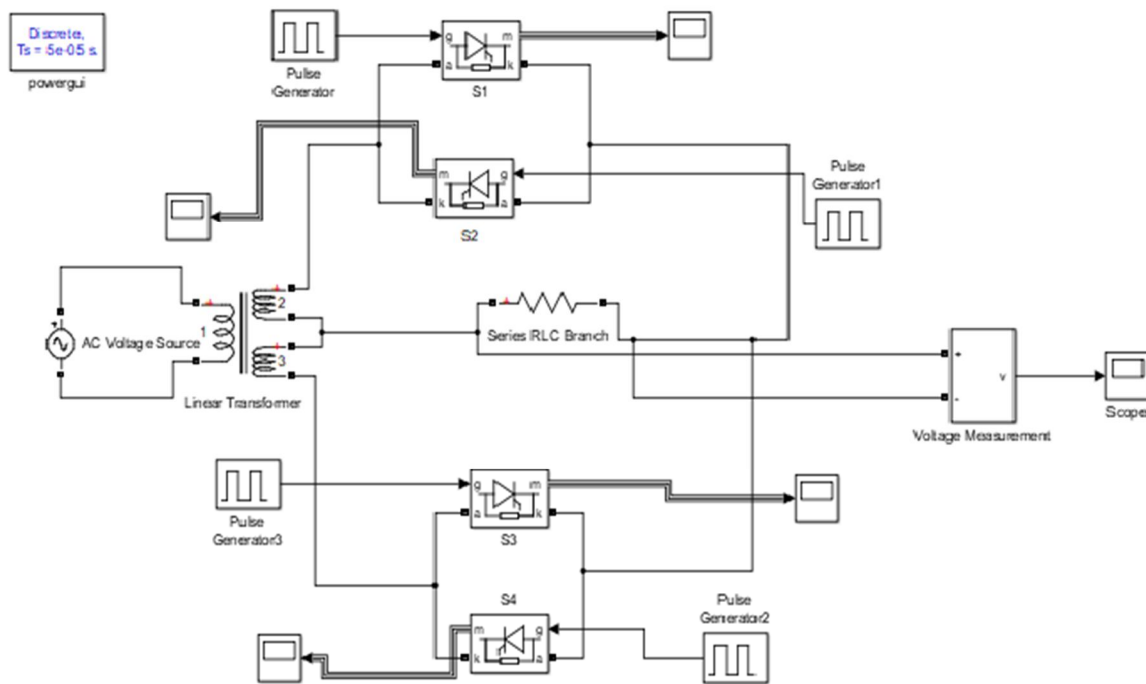 Discrete,
Ts = 5e-05 s.
powergui
Pulse
Generator
g
m
a
k
S1
m
g
k
a
S2
Pulse
Generator1
AC Voltage Source
1
2
3
Linear Transformer
+
Series RLC Branch
+
-
v
Voltage Measurement
Scope
Pulse
Generator3
g
m
a
k
S3
S4
m
g
k
a
Pulse
Generator2